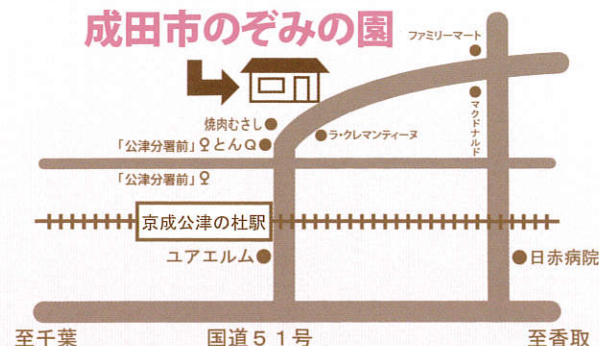 成田市のぞみの園
ファミリーマート
マクドナルド
焼肉むさし
ラ・クレマンティーヌ
「公津分署前」
とんQ
「公津分署前」
京成公津の杜駅
ユアエルム
日赤病院
至千葉
国道51号
至香取